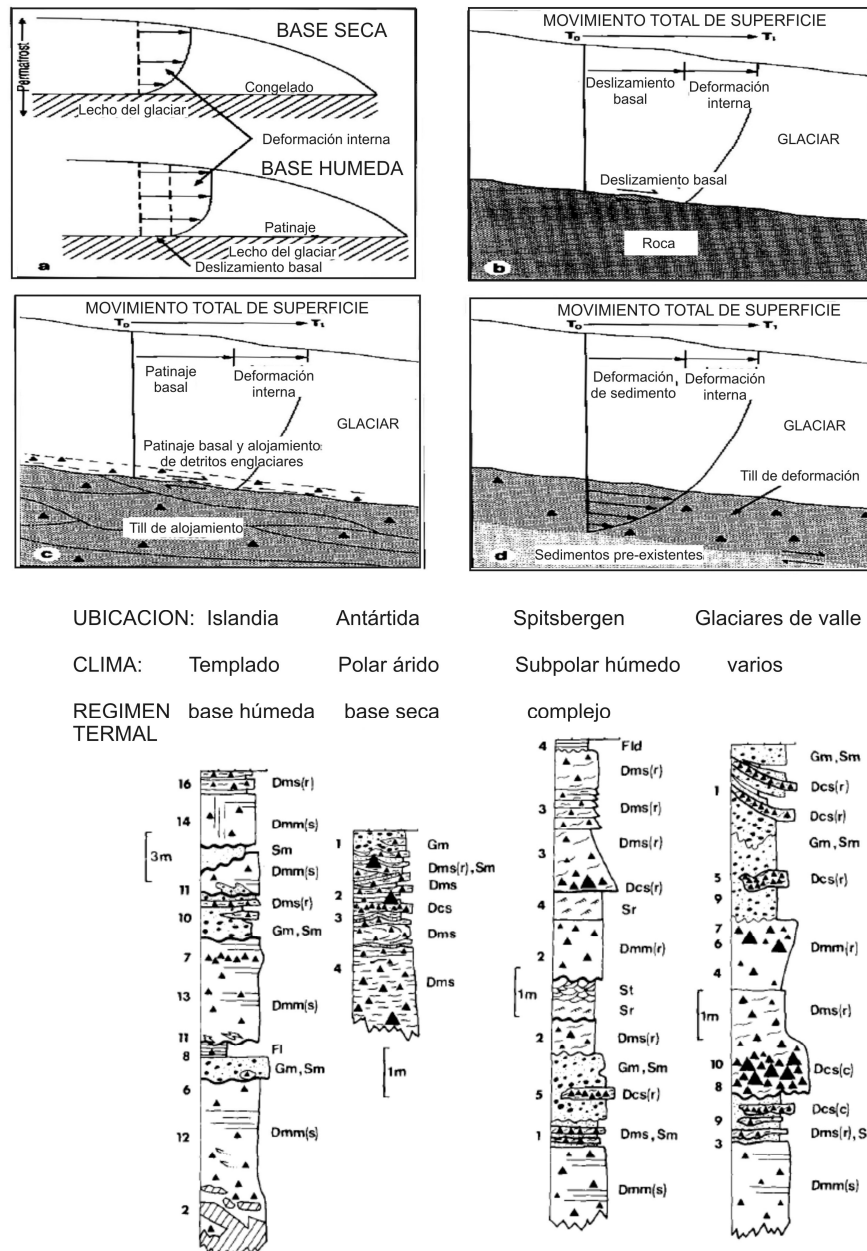 BASE SECA
Permafrost
Congelado
Lecho del glaciar
Deformación interna
BASE HUMEDA
Patinaje
Lecho del glaciar
a
Deslizamiento basal
MOVIMIENTO TOTAL DE SUPERFICIE
T₀ T₁
Deslizamiento basal
Deformación interna
GLACIAR
Deslizamiento basal
Roca
b
MOVIMIENTO TOTAL DE SUPERFICIE
T₀ T₁
Patinaje basal
Deformación interna
GLACIAR
Patinaje basal y alojamiento
de detritos englaciares
Till de alojamiento
c
MOVIMIENTO TOTAL DE SUPERFICIE
T₀ T₁
Deformación de sedimento
Deformación interna
GLACIAR
Till de deformación
d
Sedimentos pre-existentes
UBICACION: Islandia Antártida Spitsbergen Glaciares de valle
CLIMA: Templado Polar árido Subpolar húmedo varios
REGIMEN base húmeda base seca complejo
TERMAL
16 Dms(r)
14 Dmm(s)
3m
Sm
Dmm(s)
11 Dms(r)
10 Gm, Sm
7
13 Dmm(s)
11
8 Fl
Gm, Sm
6
12 Dmm(s)
2
1 Gm
Dms(r), Sm
Dms
2
Dcs
3
Dms
4 Dms
1m
4 Fld
Dms(r)
3 Dms(r)
3 Dms(r)
Dcs(r)
4 Sr
2 Dmm(r)
1m
St
Sr
2 Dms(r)
Gm, Sm
5 Dcs(r)
1 Dms, Sm
Dmm(s)
Gm, Sm
1 Dcs(r)
Dcs(r)
Gm, Sm
5 Dcs(r)
9
7
6 Dmm(r)
4
1m
Dms(r)
10
Dcs(c)
8
Dcs(c)
9
Dms(r), S
3
Dmm(s)